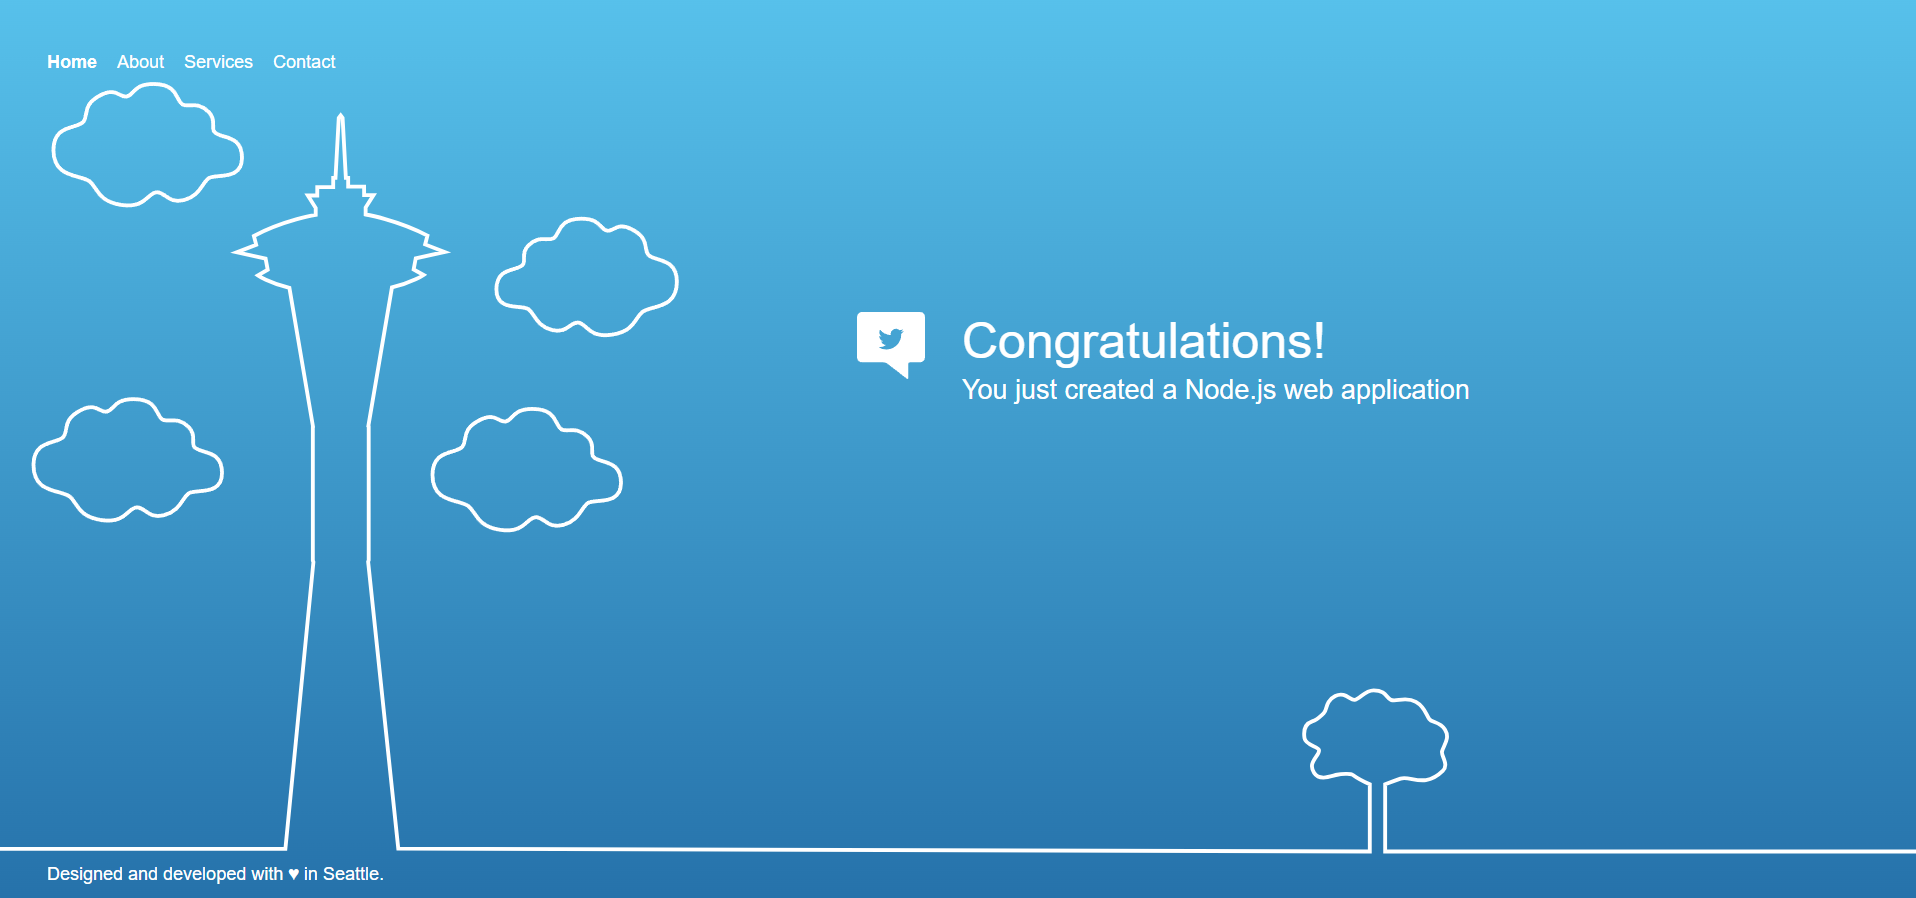 Home About Services Contact
Congratulations!
You just created a Node.js web application
Designed and developed with ♥ in Seattle.